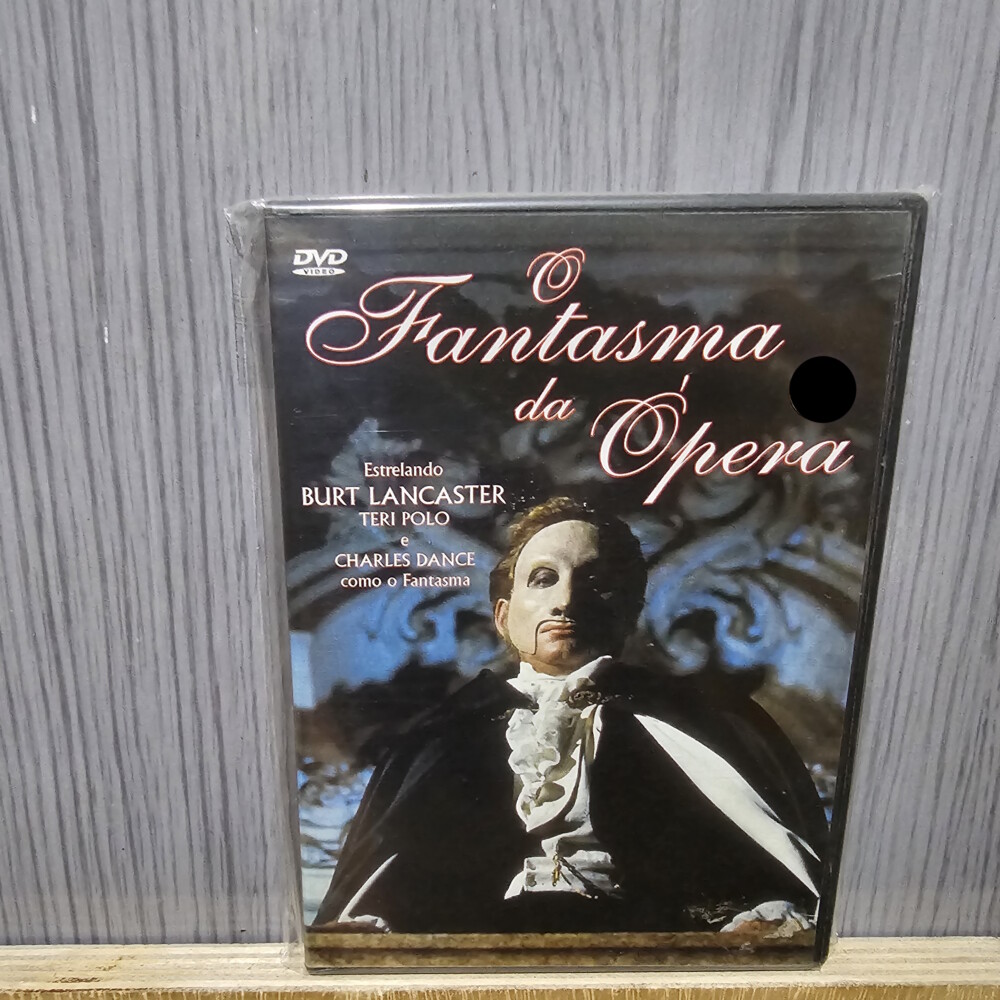 DVD
VIDEO
O
Fantasma
da Ópera
Estrelando
BURT LANCASTER
TERI POLO
e
CHARLES DANCE
como o Fantasma